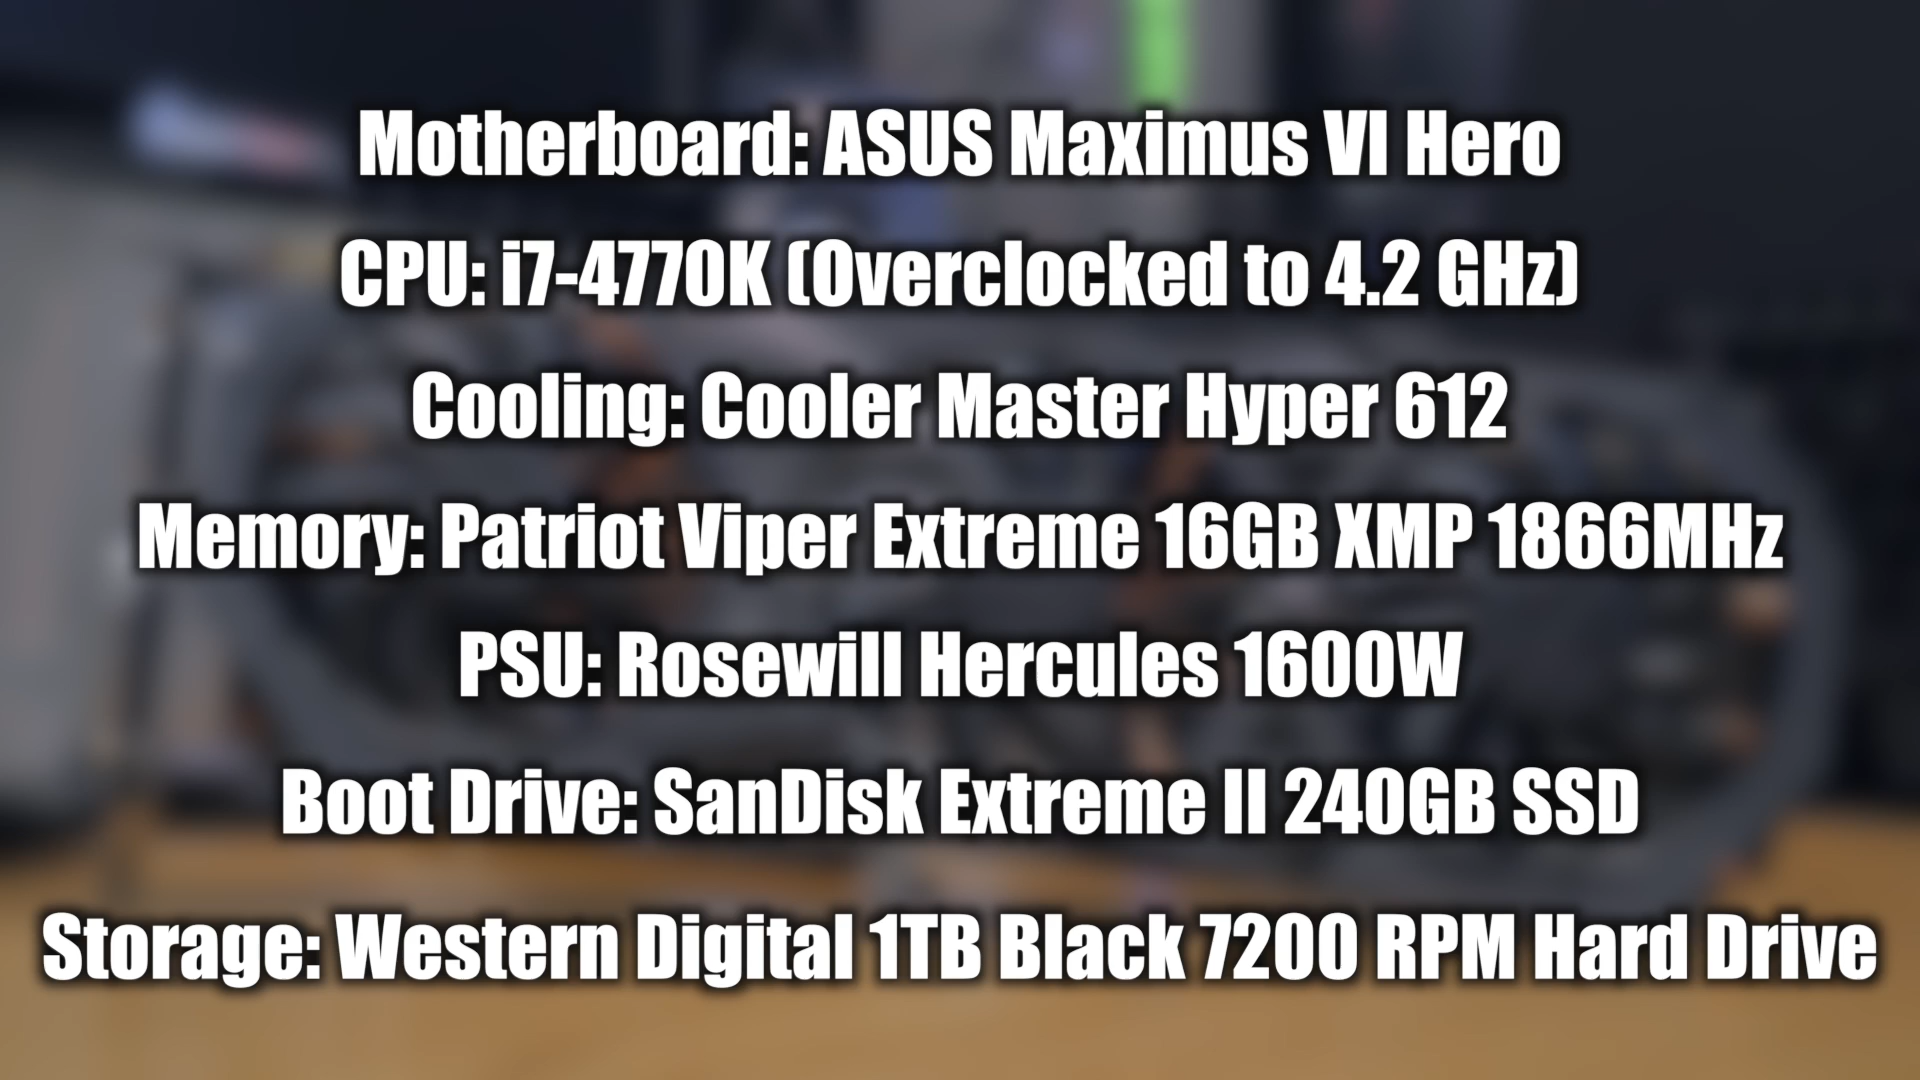 Motherboard: ASUS Maximus VI Hero
CPU: i7-4770K (Overclocked to 4.2 GHz)
Cooling: Cooler Master Hyper 612
Memory: Patriot Viper Extreme 16GB XMP 1866MHz
PSU: Rosewill Hercules 1600W
Boot Drive: SanDisk Extreme II 240GB SSD
Storage: Western Digital 1TB Black 7200 RPM Hard Drive